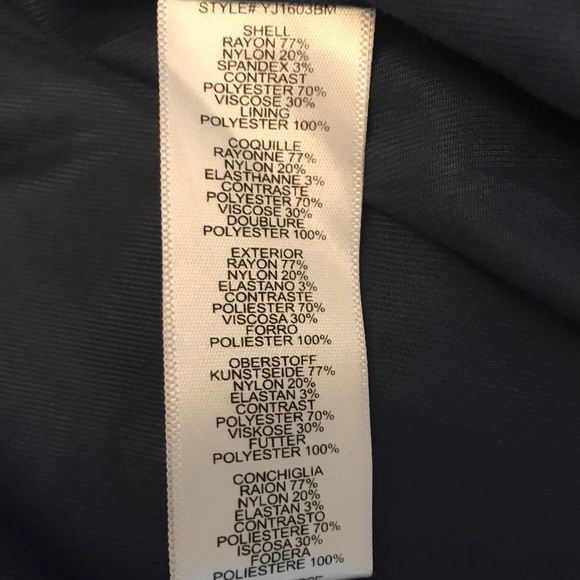 STYLE# YJ1603BM
SHELL
RAYON 77%
NYLON 20%
SPANDEX 3%
CONTRAST
POLYESTER 70%
VISCOSE 30%
LINING
POLYESTER 100%
COQUILLE
RAYONNE 77%
NYLON 20%
ELASTHANNE 3%
CONTRASTE
POLYESTER 70%
VISCOSE 30%
DOUBLURE
POLYESTER 100%
EXTERIOR
RAYON 77%
NYLON 20%
ELASTANO 3%
CONTRASTE
POLIESTER 70%
VISCOSA 30%
FORRO
POLIESTER 100%
OBERSTOFF
KUNSTSEIDE 77%
NYLON 20%
ELASTAN 3%
CONTRAST
POLYESTER 70%
VISKOSE 30%
FUTTER
POLYESTER 100%
CONCHIGLIA
RAION 77%
NYLON 20%
ELASTAN 3%
CONTRASTO
POLIESTERE 70%
ISCOSA 30%
FODERA
POLIESTERE 100%